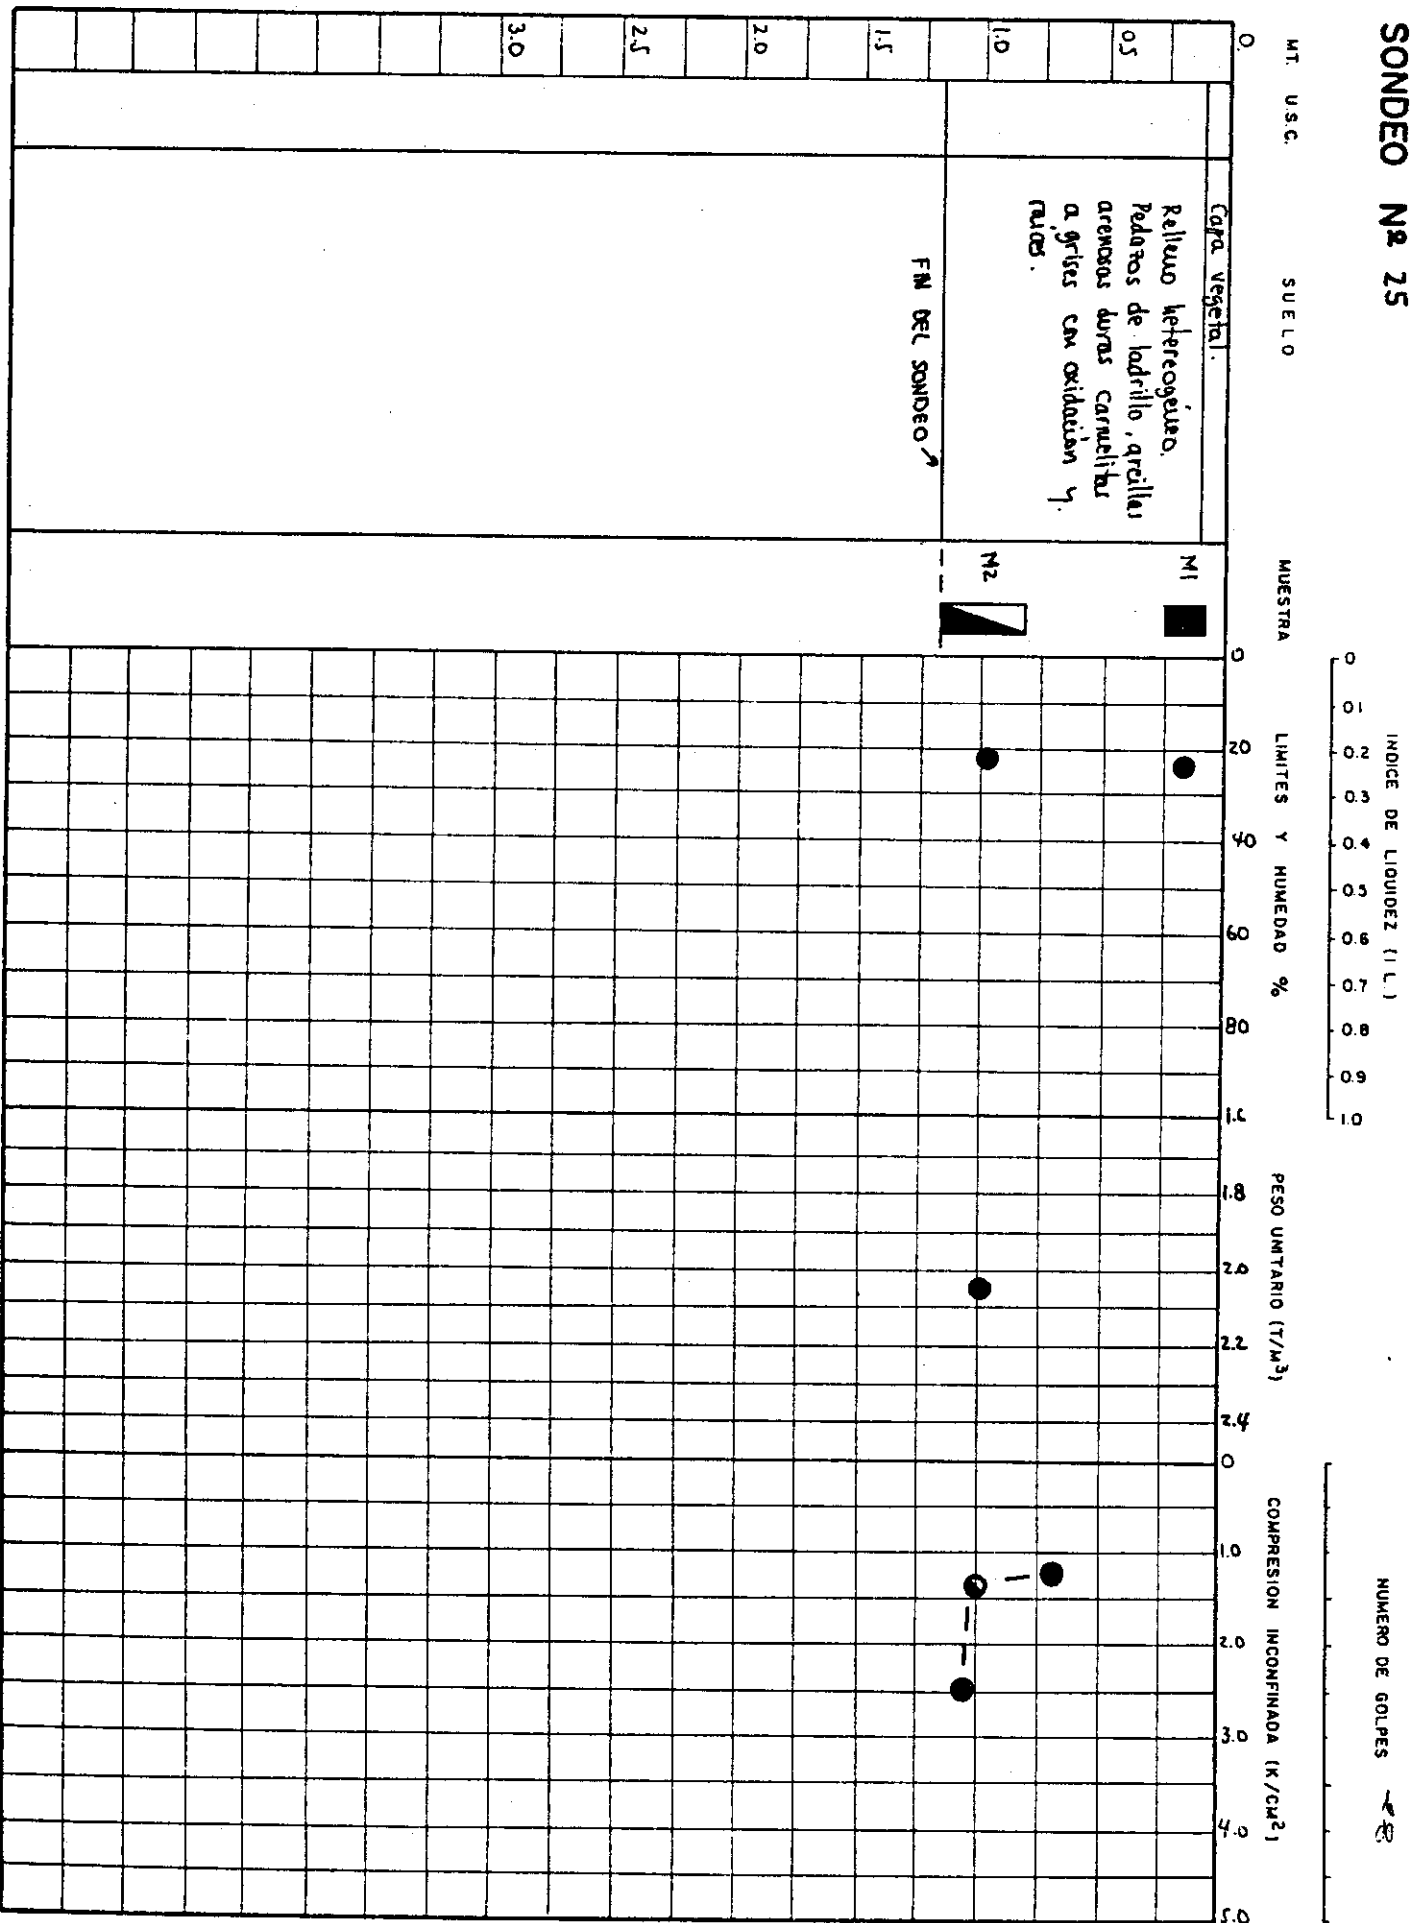 SONDEO Nº 25
INDICE DE LIQUIDEZ (I L.)
0 01 0.2 0.3 0.4 0.5 0.6 0.7 0.8 0.9 1.0
NUMERO DE GOLPES
MT. U.S.C. SUELO MUESTRA LIMITES Y HUMEDAD % PESO UNITARIO (T/M³) COMPRESION INCONFINADA (K/CM²)
0 20 40 60 80 1.6 1.8 2.0 2.2 2.4 0 1.0 2.0 3.0 4.0 5.0
0.
0.5
1.0
1.5
2.0
2.5
3.0
Capa vegetal.
Relleno hetereogéneo.
Pedazos de ladrillo, arcillas
arenosas duras carmelitas
a grises con oxidación y
raíces.
FIN DEL SONDEO
M1
M2